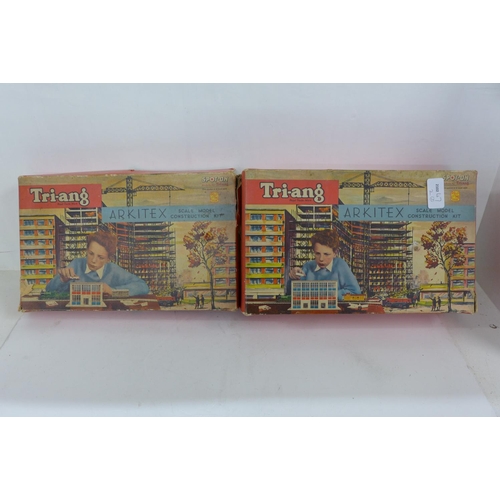 Tri-ang
ARKITEX
SCALE MODEL
CONSTRUCTION KIT
Tri-ang
ARKITEX
SCALE MODEL
CONSTRUCTION KIT